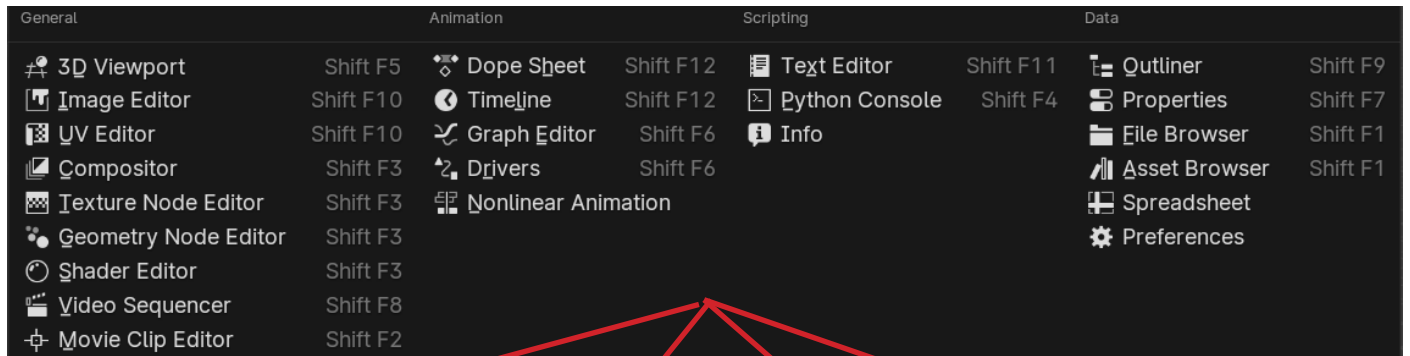 General
3D Viewport Shift F5
Image Editor Shift F10
UV Editor Shift F10
Compositor Shift F3
Texture Node Editor Shift F3
Geometry Node Editor Shift F3
Shader Editor Shift F3
Video Sequencer Shift F8
Movie Clip Editor Shift F2
Animation
Dope Sheet Shift F12
Timeline Shift F12
Graph Editor Shift F6
Drivers Shift F6
Nonlinear Animation
Scripting
Text Editor Shift F11
Python Console Shift F4
Info
Data
Outliner Shift F9
Properties Shift F7
File Browser Shift F1
Asset Browser Shift F1
Spreadsheet
Preferences